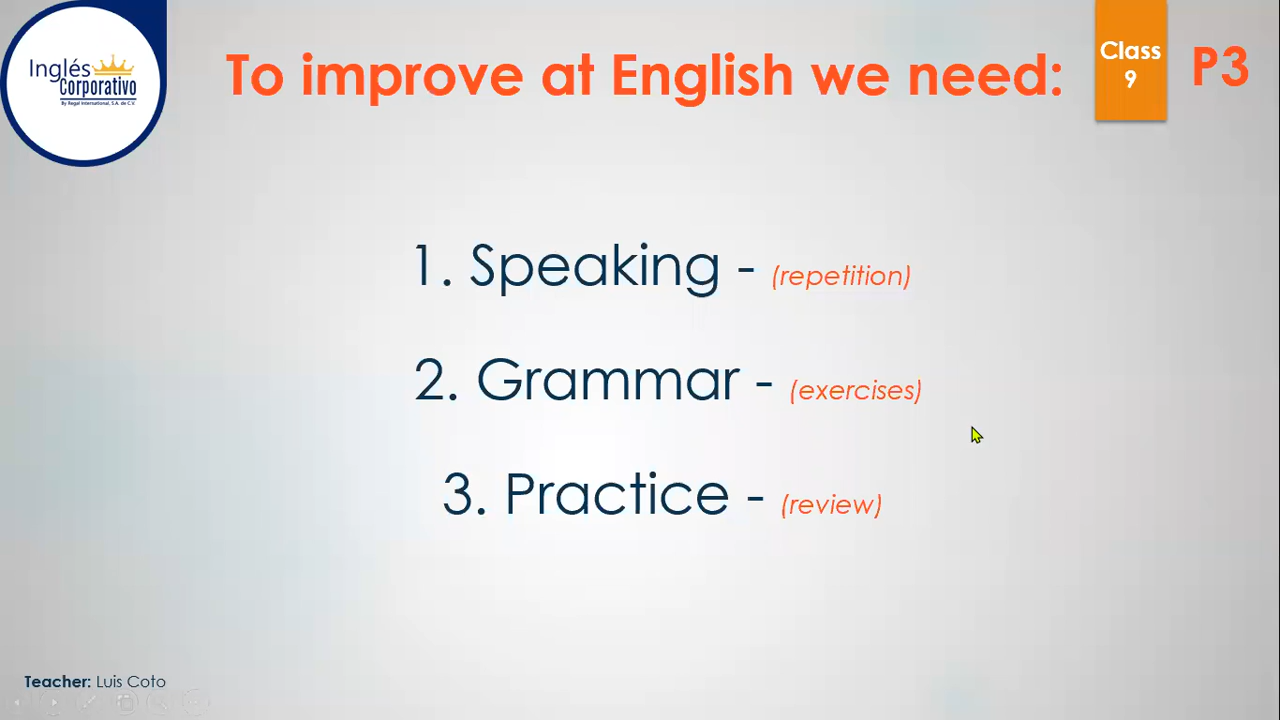 Inglés
Corporativo
By Regal International, S.A. de C.V.
To improve at English we need:
Class
9
P3
1. Speaking - (repetition)
2. Grammar - (exercises)
3. Practice - (review)
Teacher: Luis Coto